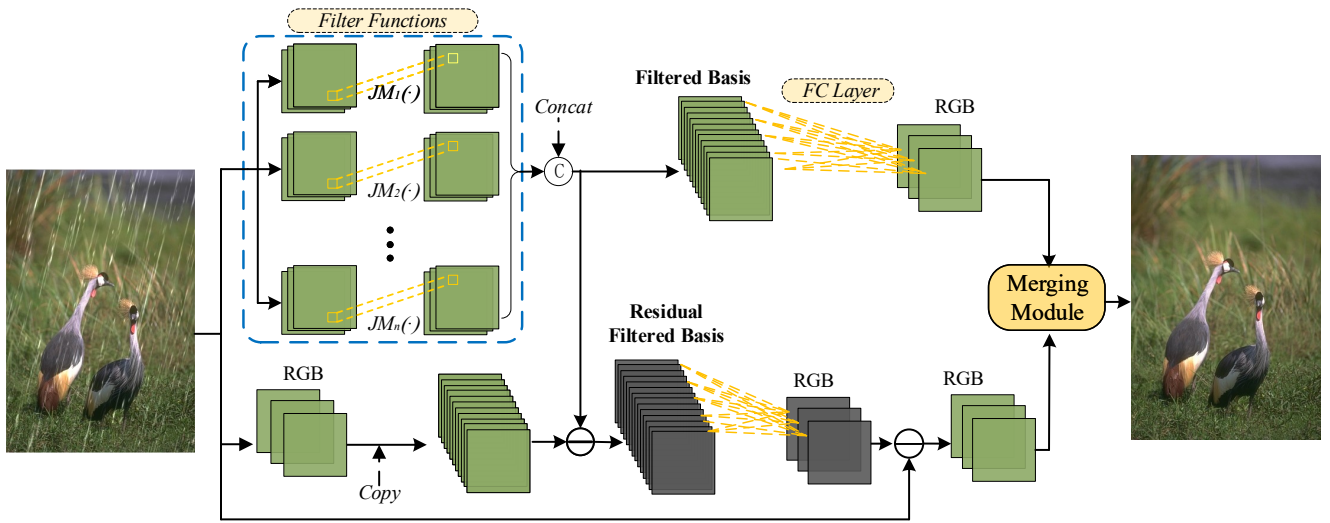 Filter Functions
JM1(·)
JM2(·)
JMn(·)
Concat
C
Filtered Basis
FC Layer
RGB
Merging
Module
Residual
Filtered Basis
RGB
Copy
RGB
RGB